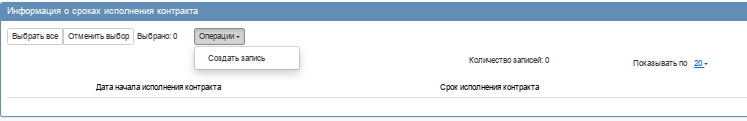 Информация о сроках исполнения контракта
Выбрать все Отменить выбор Выбрано: 0 Операции
Создать запись
Количество записей: 0
Показывать по 20
Дата начала исполнения контракта Срок исполнения контракта